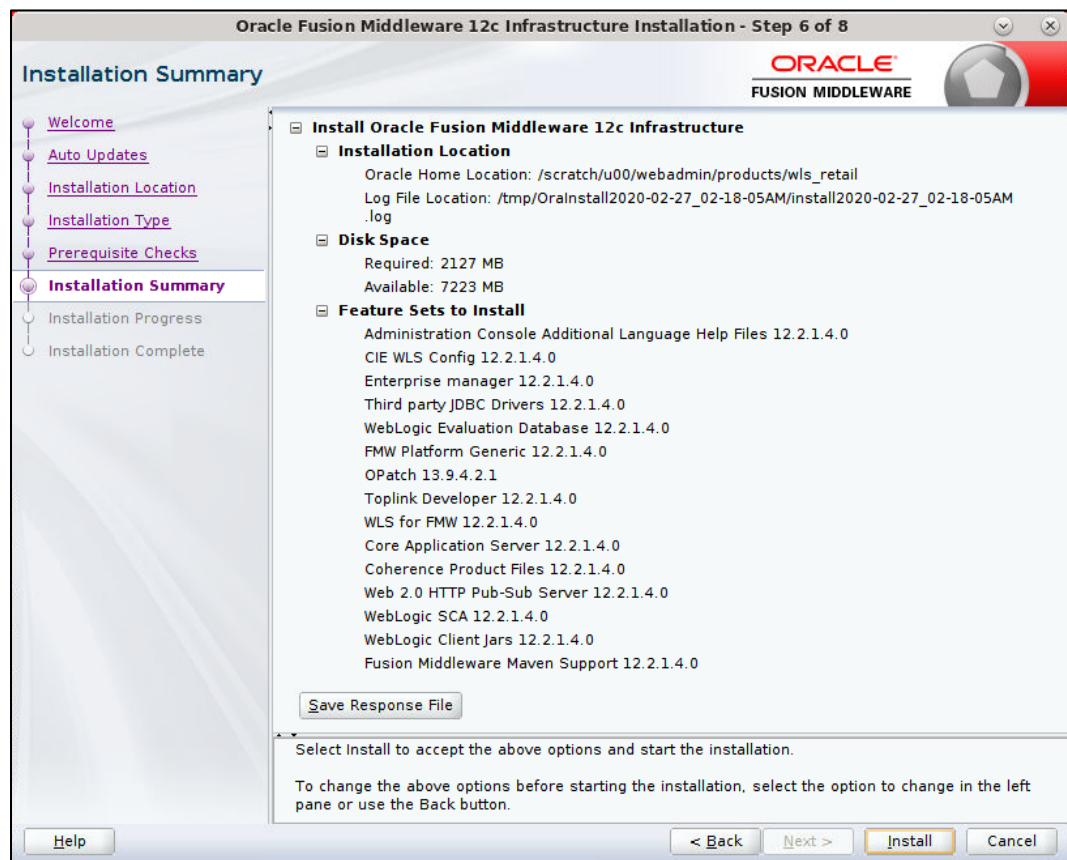 Oracle Fusion Middleware 12c Infrastructure Installation - Step 6 of 8
Installation Summary
ORACLE
FUSION MIDDLEWARE
Welcome
Auto Updates
Installation Location
Installation Type
Prerequisite Checks
Installation Summary
Installation Progress
Installation Complete
Install Oracle Fusion Middleware 12c Infrastructure
Installation Location
Oracle Home Location: /scratch/u00/webadmin/products/wls_retail
Log File Location: /tmp/OraInstall2020-02-27_02-18-05AM/install2020-02-27_02-18-05AM
.log
Disk Space
Required: 2127 MB
Available: 7223 MB
Feature Sets to Install
Administration Console Additional Language Help Files 12.2.1.4.0
CIE WLS Config 12.2.1.4.0
Enterprise manager 12.2.1.4.0
Third party JDBC Drivers 12.2.1.4.0
WebLogic Evaluation Database 12.2.1.4.0
FMW Platform Generic 12.2.1.4.0
OPatch 13.9.4.2.1
Toplink Developer 12.2.1.4.0
WLS for FMW 12.2.1.4.0
Core Application Server 12.2.1.4.0
Coherence Product Files 12.2.1.4.0
Web 2.0 HTTP Pub-Sub Server 12.2.1.4.0
WebLogic SCA 12.2.1.4.0
WebLogic Client Jars 12.2.1.4.0
Fusion Middleware Maven Support 12.2.1.4.0
Save Response File
Select Install to accept the above options and start the installation.
To change the above options before starting the installation, select the option to change in the left
pane or use the Back button.
Help
< Back
Next >
Install
Cancel